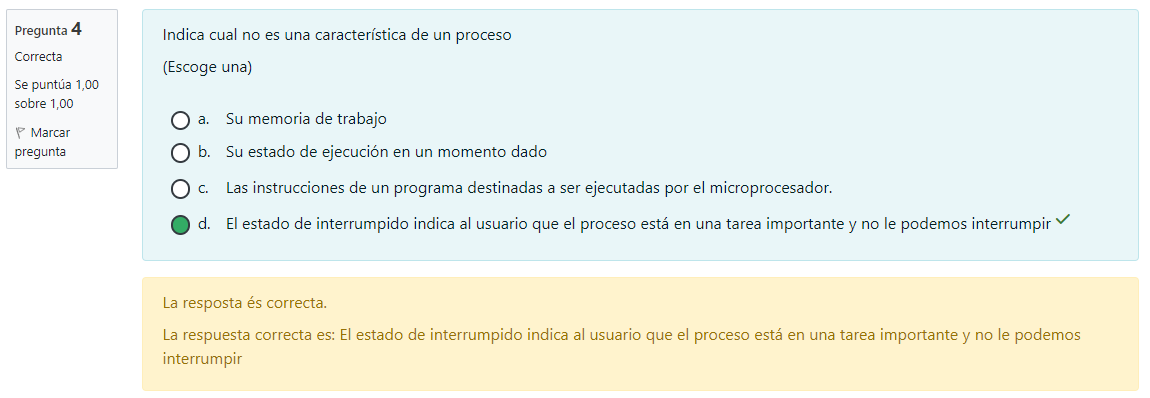 Pregunta 4
Correcta
Se puntúa 1,00
sobre 1,00
Marcar
pregunta
Indica cual no es una característica de un proceso
(Escoge una)
a. Su memoria de trabajo
b. Su estado de ejecución en un momento dado
c. Las instrucciones de un programa destinadas a ser ejecutadas por el microprocesador.
d. El estado de interrumpido indica al usuario que el proceso está en una tarea importante y no le podemos interrumpir
La resposta és correcta.
La respuesta correcta es: El estado de interrumpido indica al usuario que el proceso está en una tarea importante y no le podemos
interrumpir